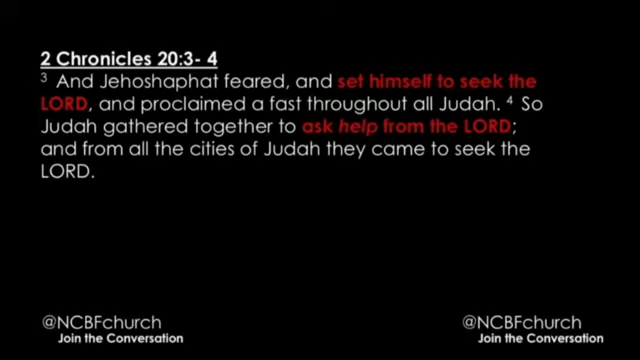 2 Chronicles 20:3- 4
3 And Jehoshaphat feared, and set himself to seek the
LORD, and proclaimed a fast throughout all Judah. 4 So
Judah gathered together to ask help from the LORD;
and from all the cities of Judah they came to seek the
LORD.
@NCBFchurch
Join the Conversation
@NCBFchurch
Join the Conversation